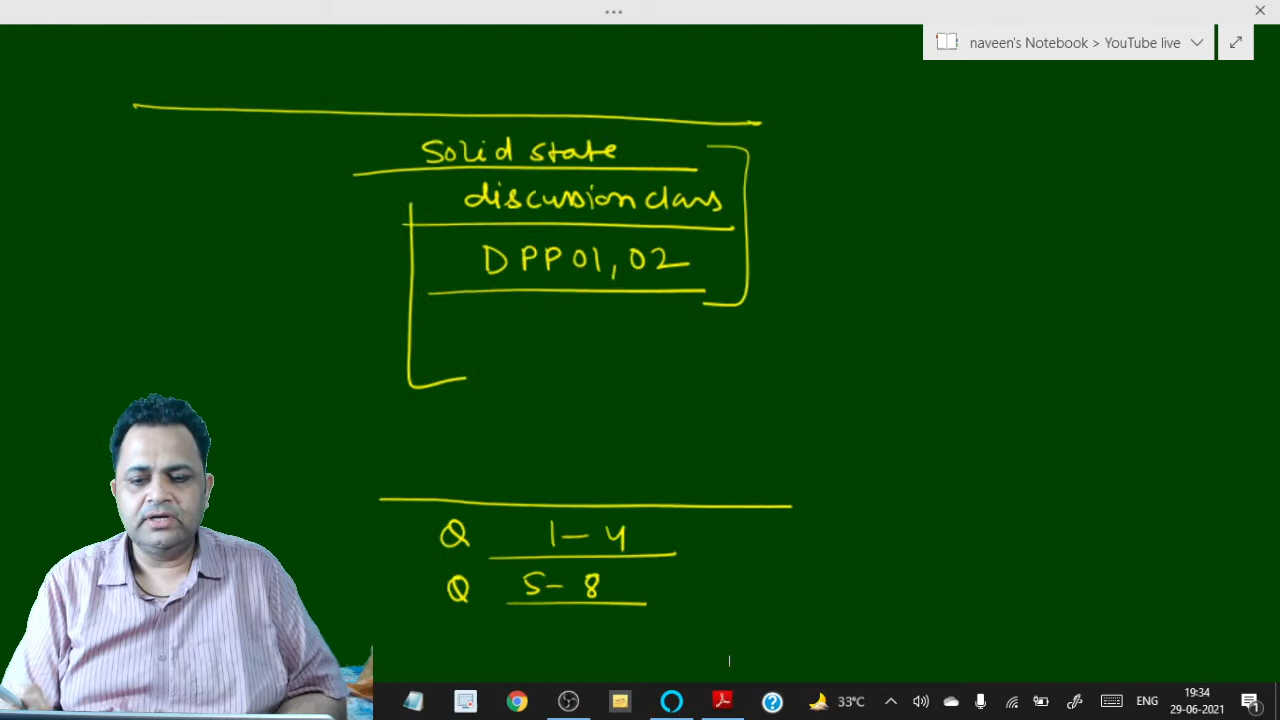 naveen's Notebook > YouTube live
Solid state
discussion class
DPP 01, 02
Q 1 - 4
Q 5 - 8
33°C
ENG
19:34
29-06-2021
1